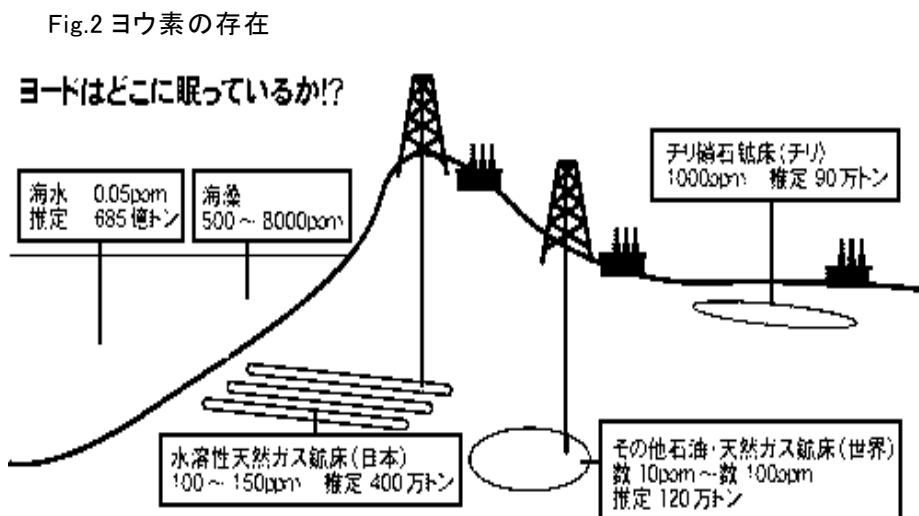 Fig.2 ヨウ素の存在
ヨードはどこに眠っているか!?
海水 0.05ppm
推定 685億トン
海藻
500～8000ppm
チリ硝石鉱床(チリ)
1000ppm 推定 90万トン
水溶性天然ガス鉱床(日本)
100～150ppm 推定 400万トン
その他石油・天然ガス鉱床(世界)
数10ppm～数100ppm
推定 120万トン